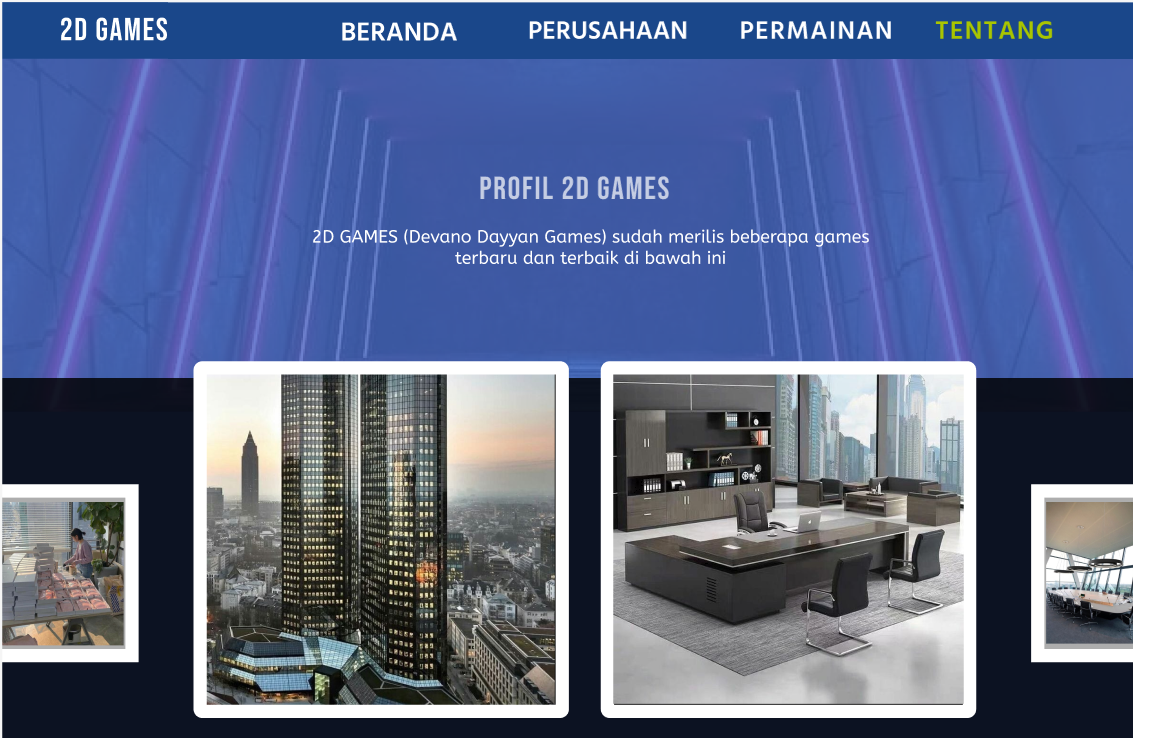 2D GAMES
BERANDA
PERUSAHAAN
PERMAINAN
TENTANG
PROFIL 2D GAMES
2D GAMES (Devano Dayyan Games) sudah merilis beberapa games
terbaru dan terbaik di bawah ini